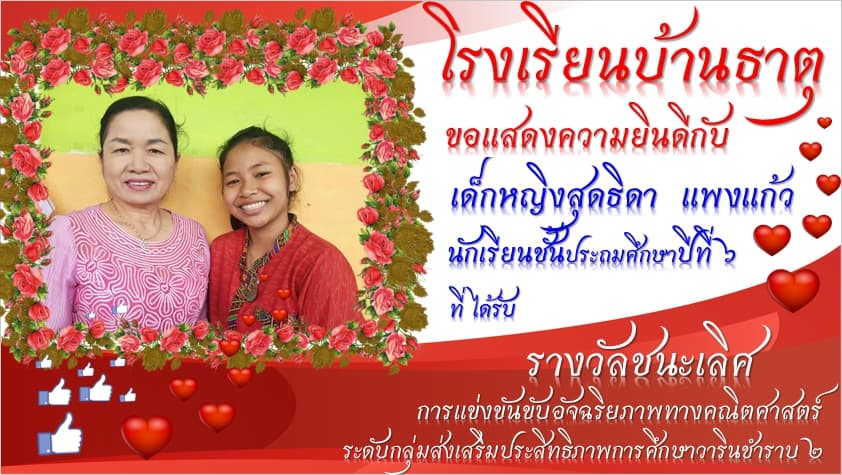 โรงเรียนบ้านธาตุ
ขอแสดงความยินดีกับ
เด็กหญิงสุดธิดา แพงแก้ว
นักเรียนชั้นประถมศึกษาปีที่ ๖
ที่ได้รับ
รางวัลชนะเลิศ
การแข่งขันขับอัจฉริยภาพทางคณิตศาสตร์
ระดับกลุ่มส่งเสริมประสิทธิภาพการศึกษาวารินชำราบ ๒